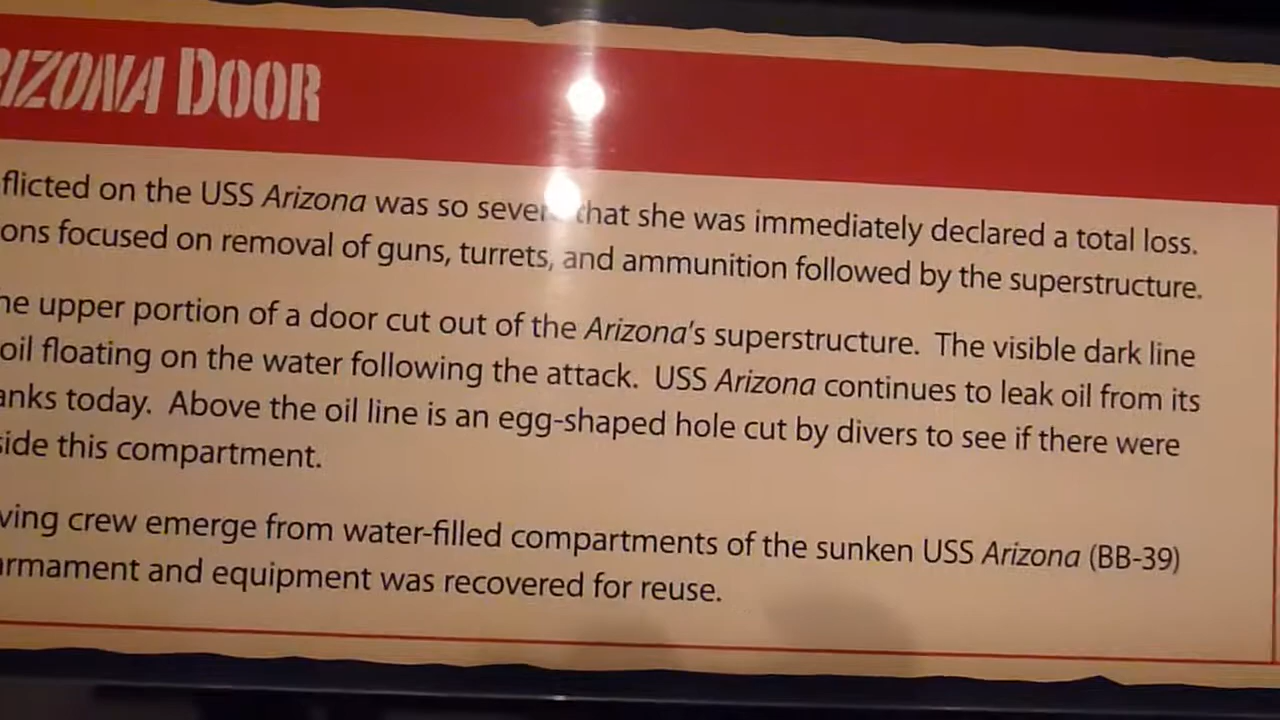 RIZONA DOOR
flicted on the USS Arizona was so severe that she was immediately declared a total loss.
ons focused on removal of guns, turrets, and ammunition followed by the superstructure.
he upper portion of a door cut out of the Arizona's superstructure. The visible dark line
oil floating on the water following the attack. USS Arizona continues to leak oil from its
anks today. Above the oil line is an egg-shaped hole cut by divers to see if there were
side this compartment.
ving crew emerge from water-filled compartments of the sunken USS Arizona (BB-39)
armament and equipment was recovered for reuse.